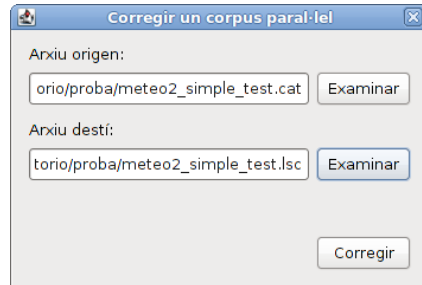 Corregir un corpus paral·lel
Arxiu origen:
orio/proba/meteo2_simple_test.cat Examinar
Arxiu destí:
torio/proba/meteo2_simple_test.lsc Examinar
Corregir